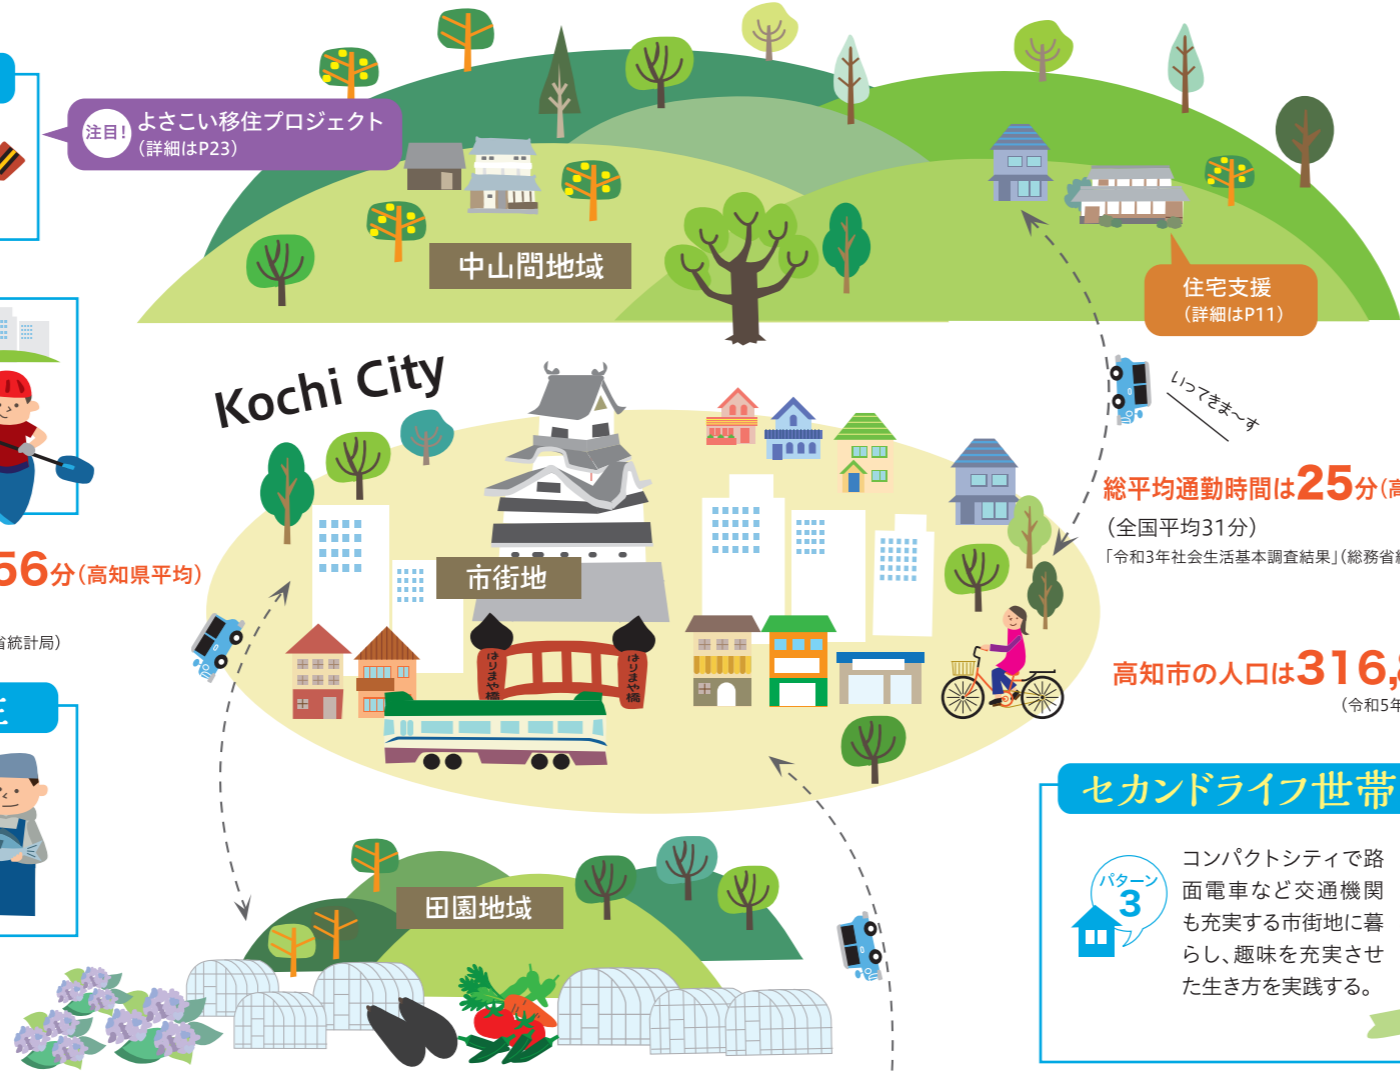 注目!
よさこい移住プロジェクト
(詳細はP23)
中山間地域
住宅支援
(詳細はP11)
Kochi City
いってきま〜す
総平均通勤時間は25分(高
(全国平均31分)
「令和3年社会生活基本調査結果」(総務省統
56分(高知県平均)
省統計局)
市街地
はりまや橋
はりまや橋
高知市の人口は316,
(令和5年
田園地域
セカンドライフ世帯
パターン
3
コンパクトシティで路
面電車など交通機関
も充実する市街地に暮
らし、趣味を充実させ
た生き方を実践する。